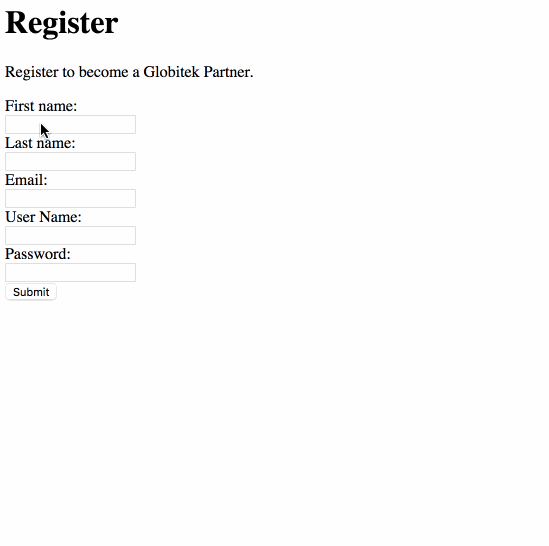 Register
Register to become a Globitek Partner.
First name:
Last name:
Email:
User Name:
Password:
Submit